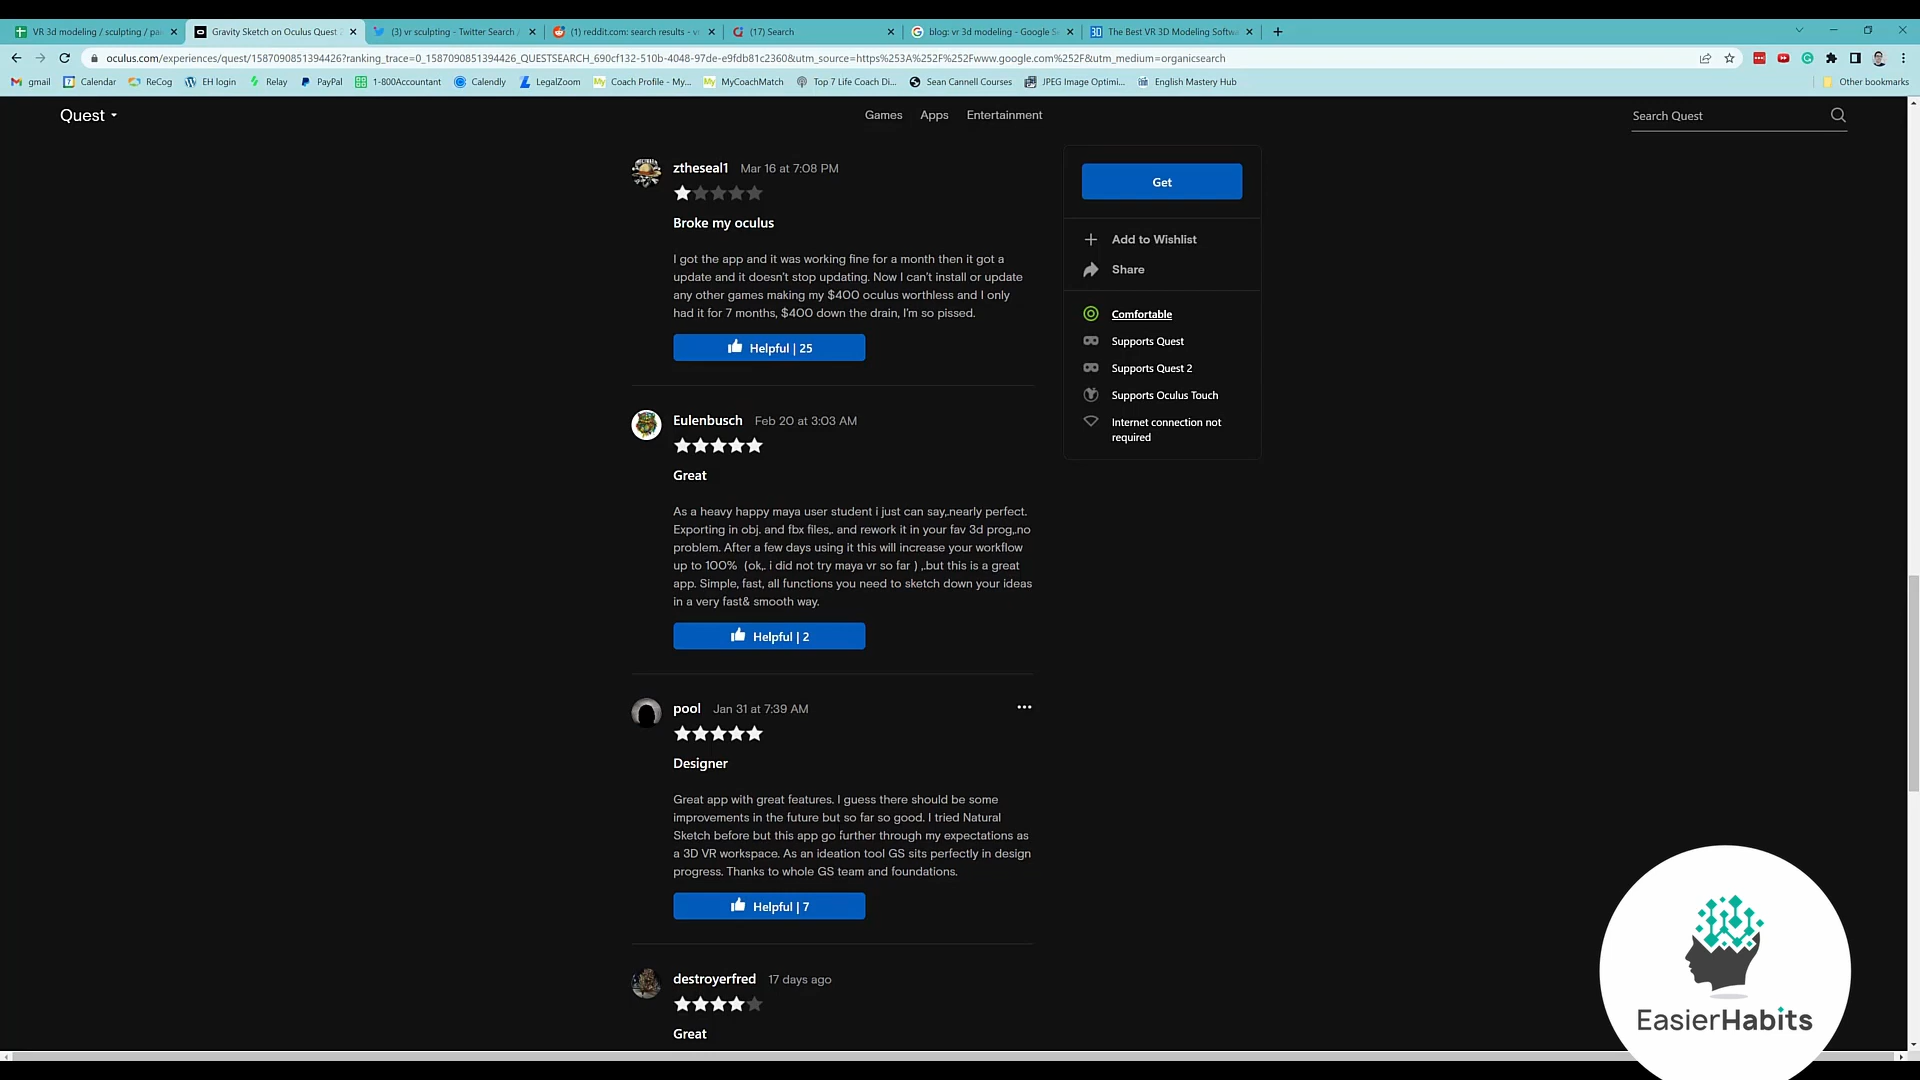 VR 3d modeling / sculpting / pai
Gravity Sketch on Oculus Quest
(3) vr sculpting - Twitter Search /
(1) reddit.com: search results - v
(17) Search
blog: vr 3d modeling - Google S
The Best VR 3D Modeling Softw
oculus.com/experiences/quest/1587090851394426?ranking_trace=0_1587090851394426_QUESTSEARCH_690cf132-510b-4048-97de-e9fdb81c2360&utm_source=https%253A%252F%252Fwww.google.com%252F&utm_medium=organicsearch
gmail
Calendar
ReCog
EH login
Relay
PayPal
1-800Accountant
Calendly
LegalZoom
Coach Profile - My...
MyCoachMatch
Top 7 Life Coach Di...
Sean Cannell Courses
JPEG Image Optimi...
English Mastery Hub
Other bookmarks
Quest
Games
Apps
Entertainment
Search Quest
ztheseal1 Mar 16 at 7:08 PM
Broke my oculus
I got the app and it was working fine for a month then it got a
update and it doesn't stop updating. Now I can't install or update
any other games making my $400 oculus worthless and I only
had it for 7 months, $400 down the drain, I'm so pissed.
Helpful | 25
Eulenbusch Feb 20 at 3:03 AM
Great
As a heavy happy maya user student i just can say,.nearly perfect.
Exporting in obj. and fbx files,. and rework it in your fav 3d prog,.no
problem. After a few days using it this will increase your workflow
up to 100% (ok,. i did not try maya vr so far ) ,.but this is a great
app. Simple, fast, all functions you need to sketch down your ideas
in a very fast& smooth way.
Helpful | 2
pool Jan 31 at 7:39 AM
Designer
Great app with great features. I guess there should be some
improvements in the future but so far so good. I tried Natural
Sketch before but this app go further through my expectations as
a 3D VR workspace. As an ideation tool GS sits perfectly in design
progress. Thanks to whole GS team and foundations.
Helpful | 7
destroyerfred 17 days ago
Great
Get
Add to Wishlist
Share
Comfortable
Supports Quest
Supports Quest 2
Supports Oculus Touch
Internet connection not
required
EasierHabits